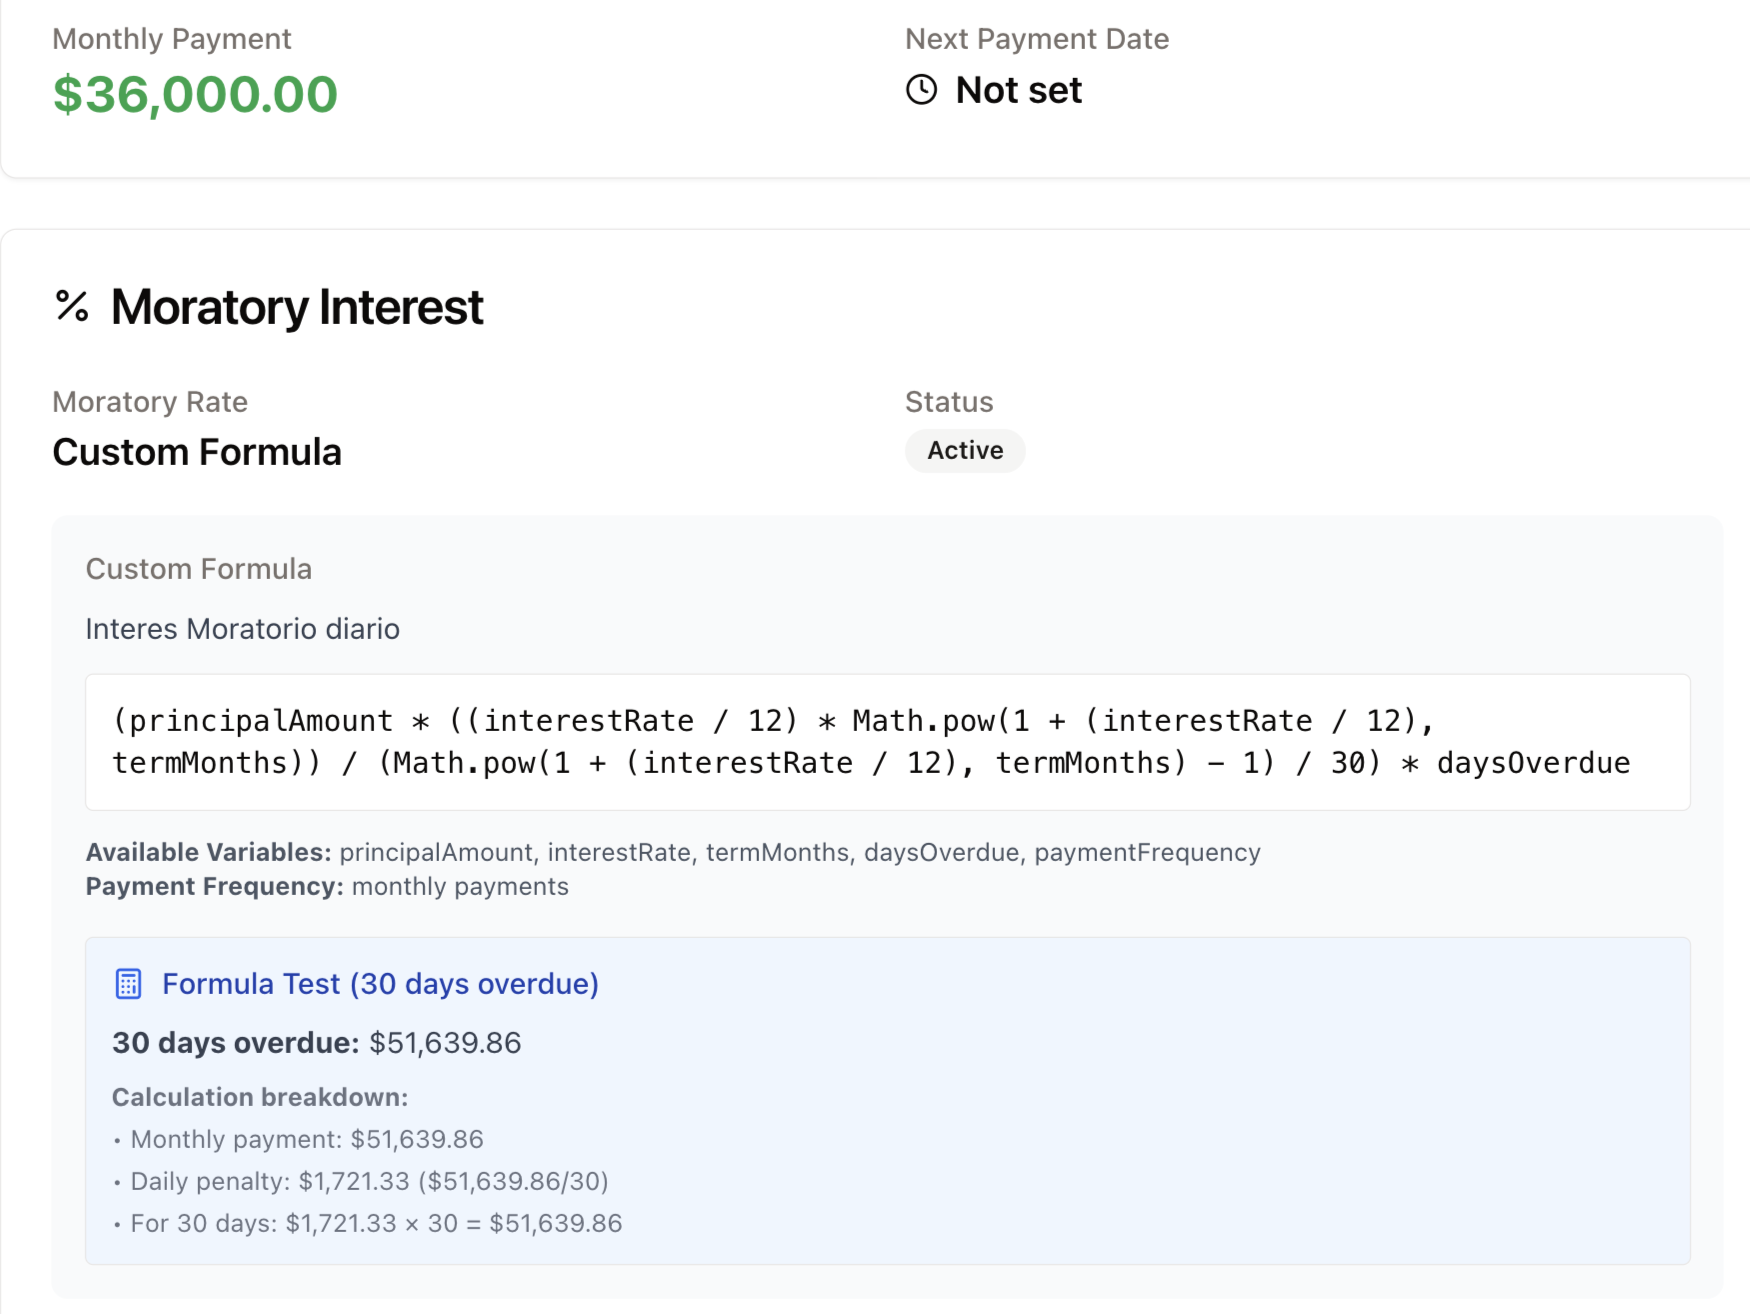 Monthly Payment
$36,000.00
Next Payment Date
Not set
% Moratory Interest
Moratory Rate
Custom Formula
Status
Active
Custom Formula
Interes Moratorio diario
(principalAmount * ((interestRate / 12) * Math.pow(1 + (interestRate / 12),
termMonths)) / (Math.pow(1 + (interestRate / 12), termMonths) - 1) / 30) * daysOverdue
Available Variables: principalAmount, interestRate, termMonths, daysOverdue, paymentFrequency
Payment Frequency: monthly payments
Formula Test (30 days overdue)
30 days overdue: $51,639.86
Calculation breakdown:
• Monthly payment: $51,639.86
• Daily penalty: $1,721.33 ($51,639.86/30)
• For 30 days: $1,721.33 × 30 = $51,639.86